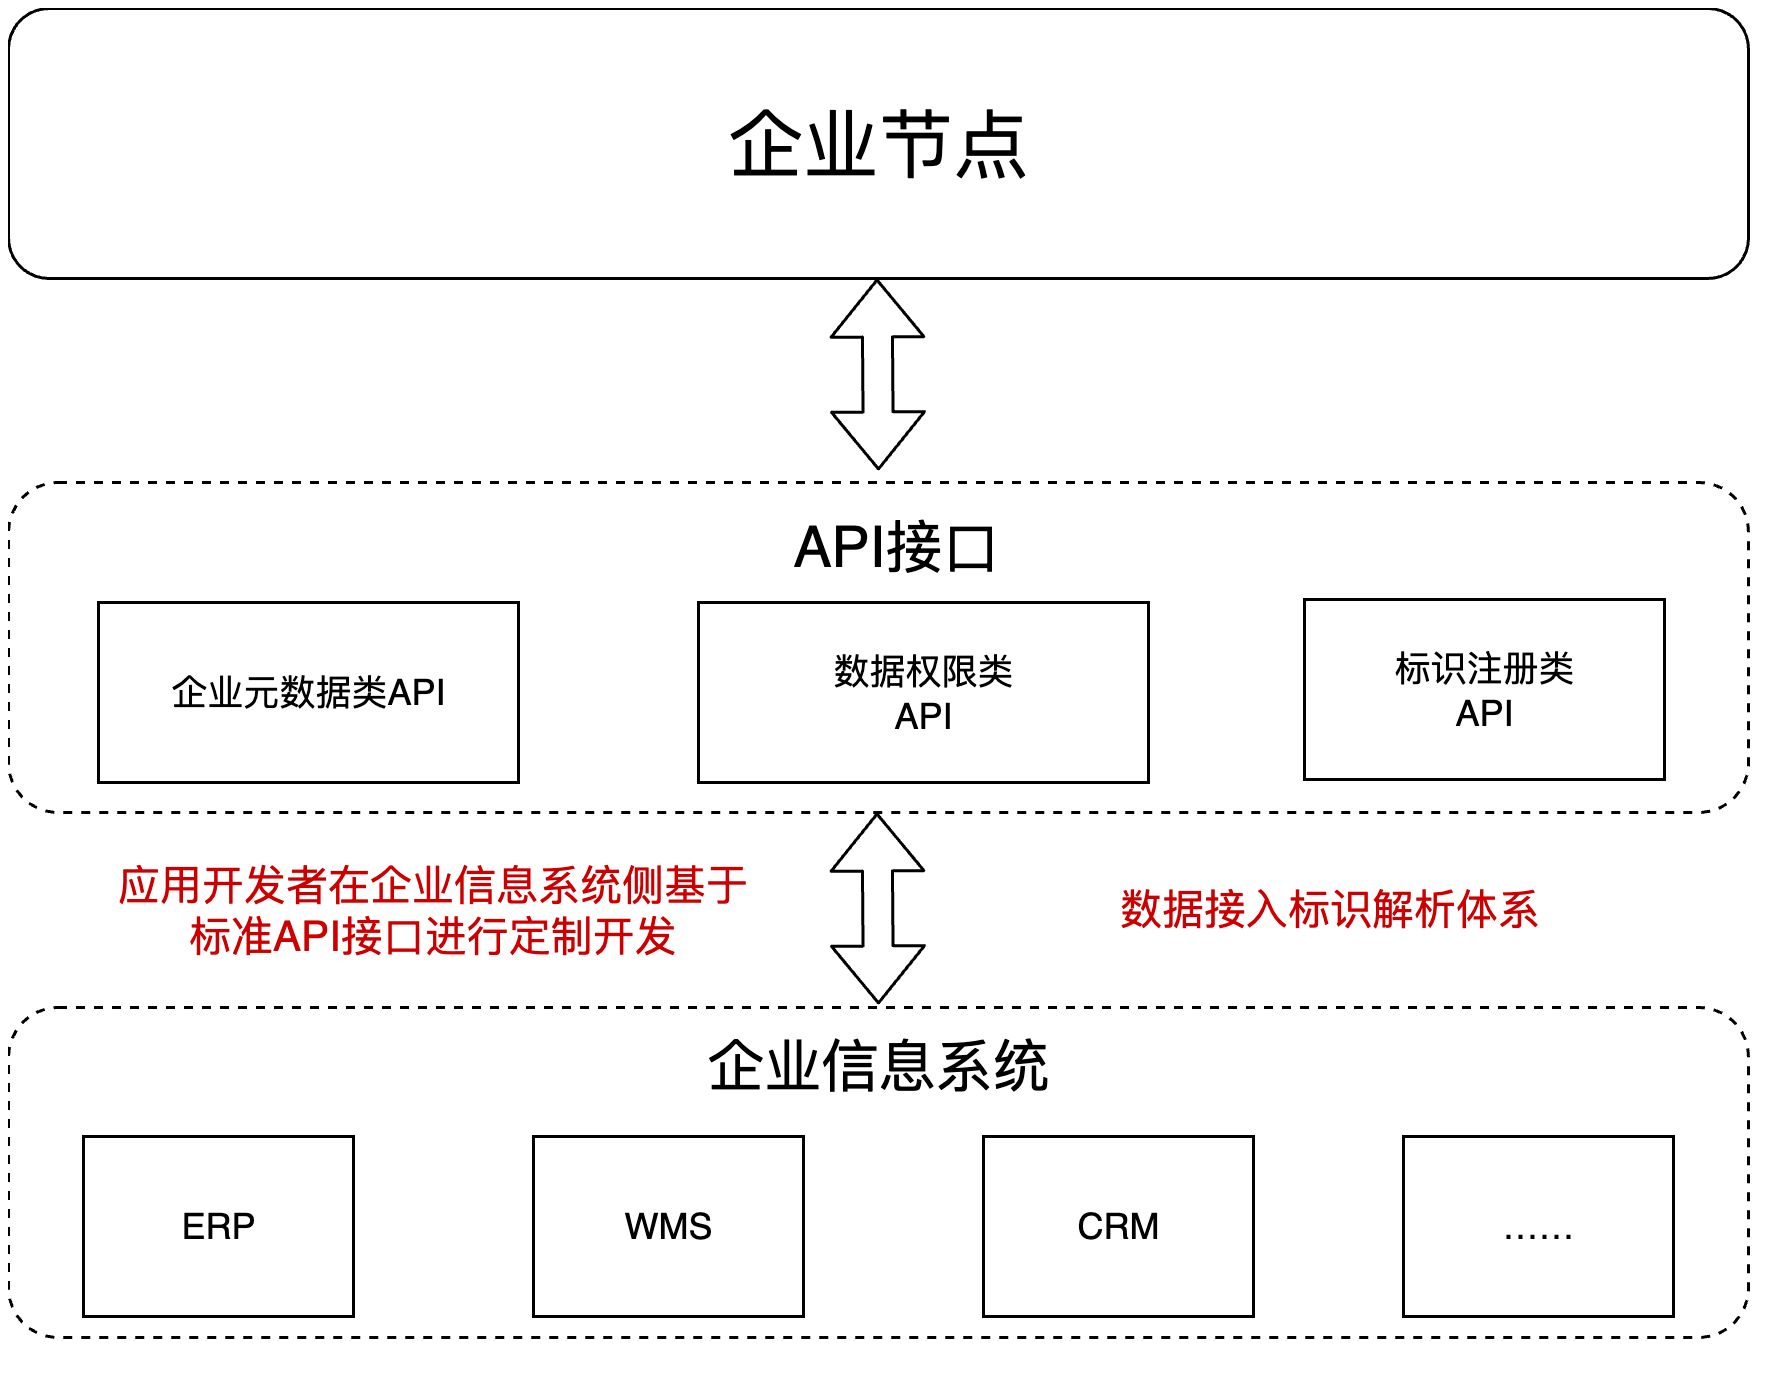 企业节点
API接口
企业元数据类API
数据权限类
API
标识注册类
API
应用开发者在企业信息系统侧基于
标准API接口进行定制开发
数据接入标识解析体系
企业信息系统
ERP
WMS
CRM
……